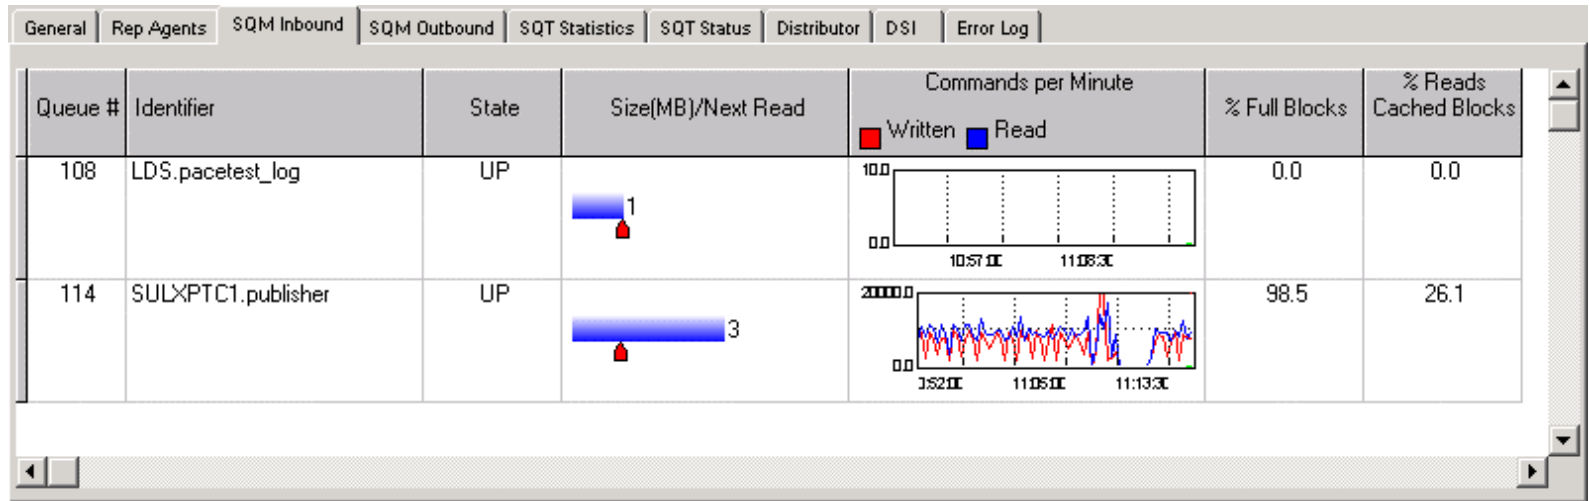 General Rep Agents SQM Inbound SQM Outbound SQT Statistics SQT Status Distributor DSI Error Log
Queue # Identifier State Size(MB)/Next Read Commands per Minute % Full Blocks % Reads Cached Blocks
Written Read
108 LDS.pacetest_log UP 1 0.0 0.0
10.0
0.0
10:57:00 11:08:30
114 SULXPTC1.publisher UP 3 98.5 26.1
20000.0
0.0
11:05:00 11:13:30